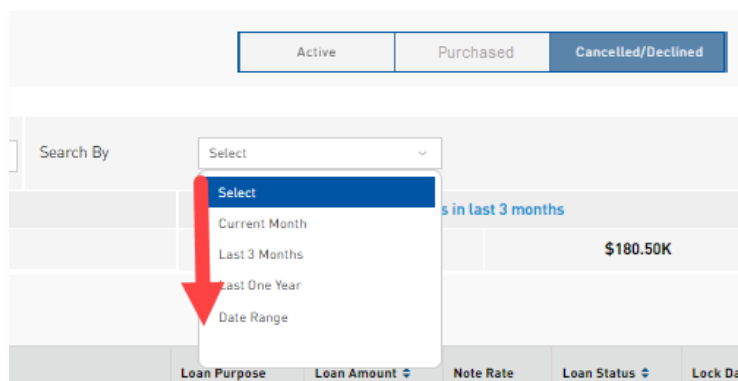 Active
Purchased
Cancelled/Declined
Search By
Select
Select
Current Month
s in last 3 months
Last 3 Months
$180.50K
Last One Year
Date Range
Loan Purpose
Loan Amount
Note Rate
Loan Status
Lock Da